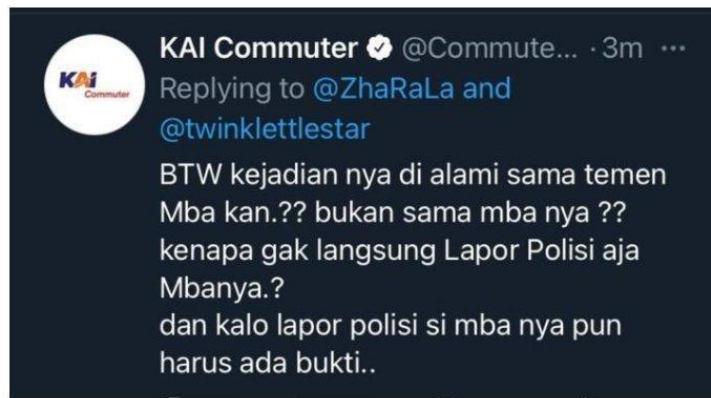 KAI Commuter @Commute... · 3m ...
KAI
Commuter
Replying to @ZhaRaLa and
@twinklettlestar
BTW kejadian nya di alami sama temen
Mba kan.?? bukan sama mba nya ??
kenapa gak langsung Lapor Polisi aja
Mbanya.?
dan kalo lapor polisi si mba nya pun
harus ada bukti..